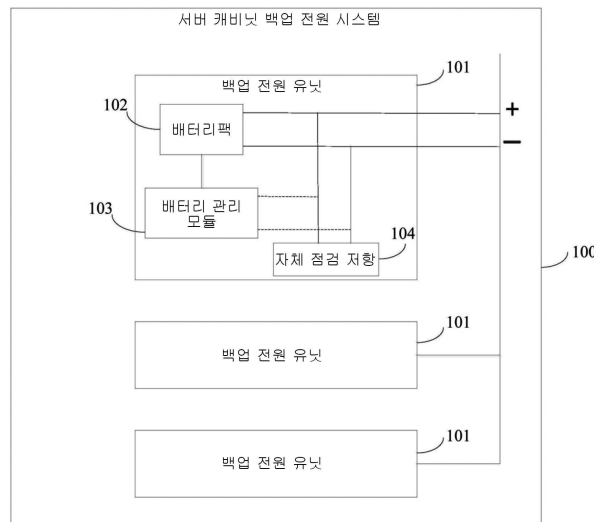 서버 캐비닛 백업 전원 시스템
101
백업 전원 유닛
102
배터리팩
+
−
103
배터리 관리
모듈
104
자체 점검 저항
100
101
백업 전원 유닛
101
백업 전원 유닛